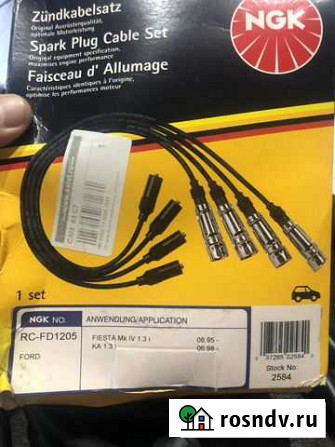 Zündkabelsatz
Original Ausrüsterqualität,
optimale Motorleistung
NGK
Spark Plug Cable Set
Original equipment specification,
maximises engine performance
Faisceau d' Allumage
Caractéristiques identiques à l'origine,
optimise les performances du moteur
1 set
NGK NO.
ANWENDUNG/APPLICATION
RC-FD1205
FORD
FIESTA Mk IV 1.3 i 08.95 -
KA 1.3 i 08.96 -
Stock No.
2584
rosndv.ru